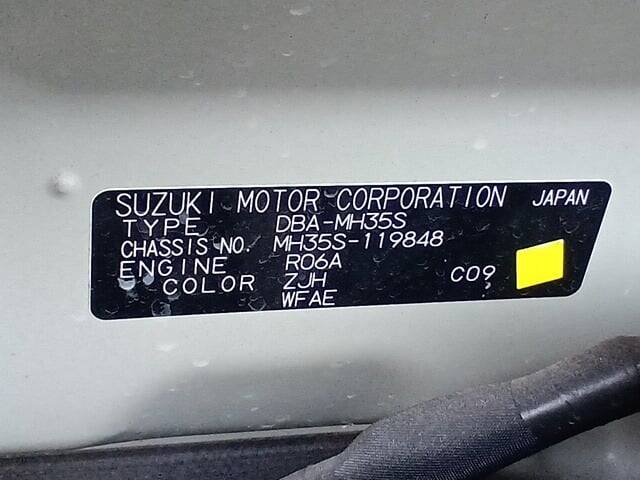 SUZUKI MOTOR CORPORATION JAPAN
TYPE DBA-MH35S
CHASSIS NO. MH35S-119848
ENGINE R06A
COLOR ZJH C09
WFAE